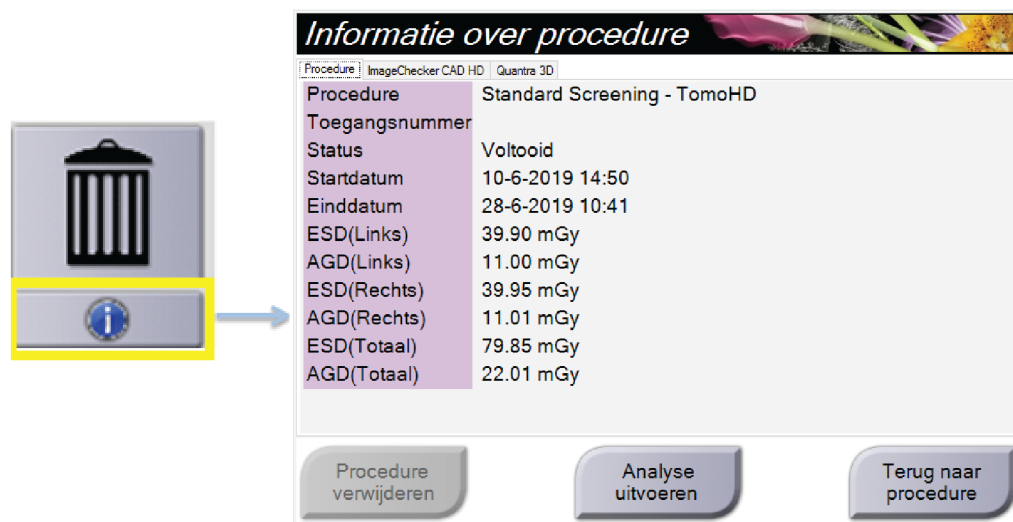 Informatie over procedure
Procedure ImageChecker CAD HD Quantra 3D
Procedure Standard Screening - TomoHD
Toegangsnummer
Status Voltooid
Startdatum 10-6-2019 14:50
Einddatum 28-6-2019 10:41
ESD(Links) 39.90 mGy
AGD(Links) 11.00 mGy
ESD(Rechts) 39.95 mGy
AGD(Rechts) 11.01 mGy
ESD(Totaal) 79.85 mGy
AGD(Totaal) 22.01 mGy
i
Procedure
verwijderen
Analyse
uitvoeren
Terug naar
procedure